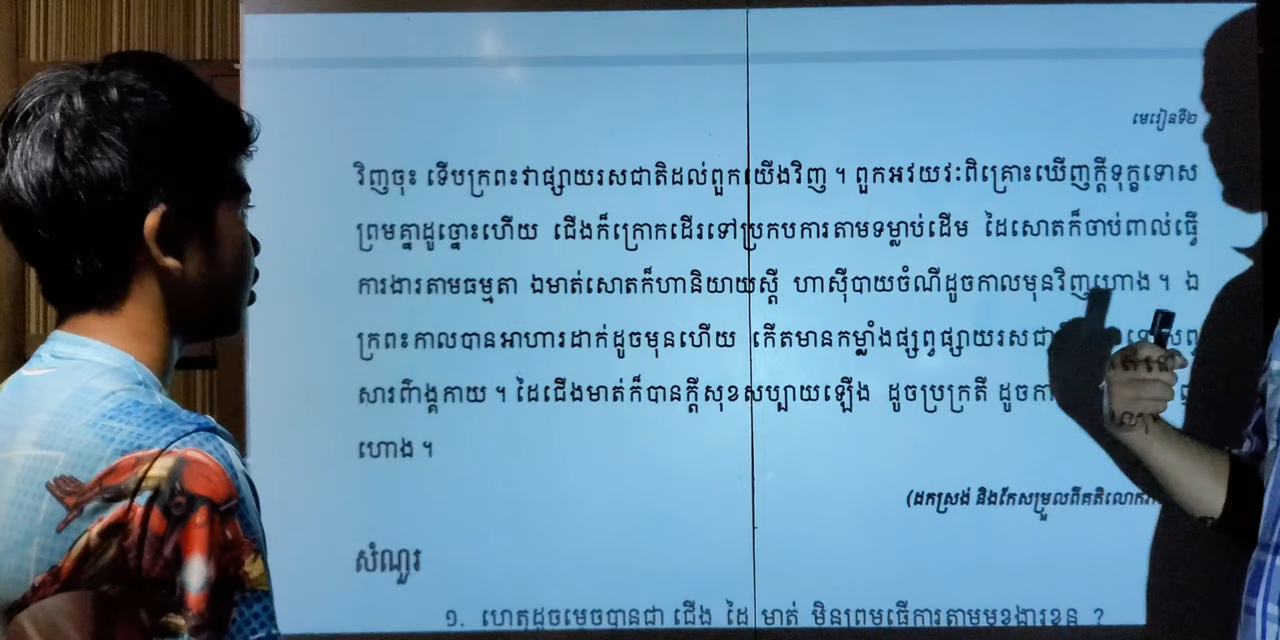 មេរៀនទី២
វិញចុះ ទើបក្រពះវាផ្សាយរសជាតិដល់ពួកយើងវិញ ។ ពួកអវយវៈពិគ្រោះឃើញក្ដីទុក្ខទោស
ព្រមគ្នាដូច្នោះហើយ ជើងក៏ក្រោកដើរទៅប្រកបការតាមទម្លាប់ដើម ដៃសោតក៏ចាប់ពាល់ធ្វើ
ការងារតាមធម្មតា ឯមាត់សោតក៏ហានិយាយស្ដី ហាស៊ីបាយចំណីដូចកាលមុនវិញហោង ។ ឯ
ក្រពះកាលបានអាហារដាក់ដូចមុនហើយ កើតមានកម្លាំងផ្សព្វផ្សាយរសជា
សារពាង្គកាយ ។ ដៃជើងមាត់ក៏បានក្ដីសុខសប្បាយឡើង ដូចប្រក្រតី
ហោង ។
(ដកស្រង់ និងកែសម្រួលពីគតិលោក
សំណួរ
១. ហេតុដូចម្ដេចបានជា ជើង ដៃ មាត់ មិនព្រមធ្វើការតាមមុខងារខ្លួន ?